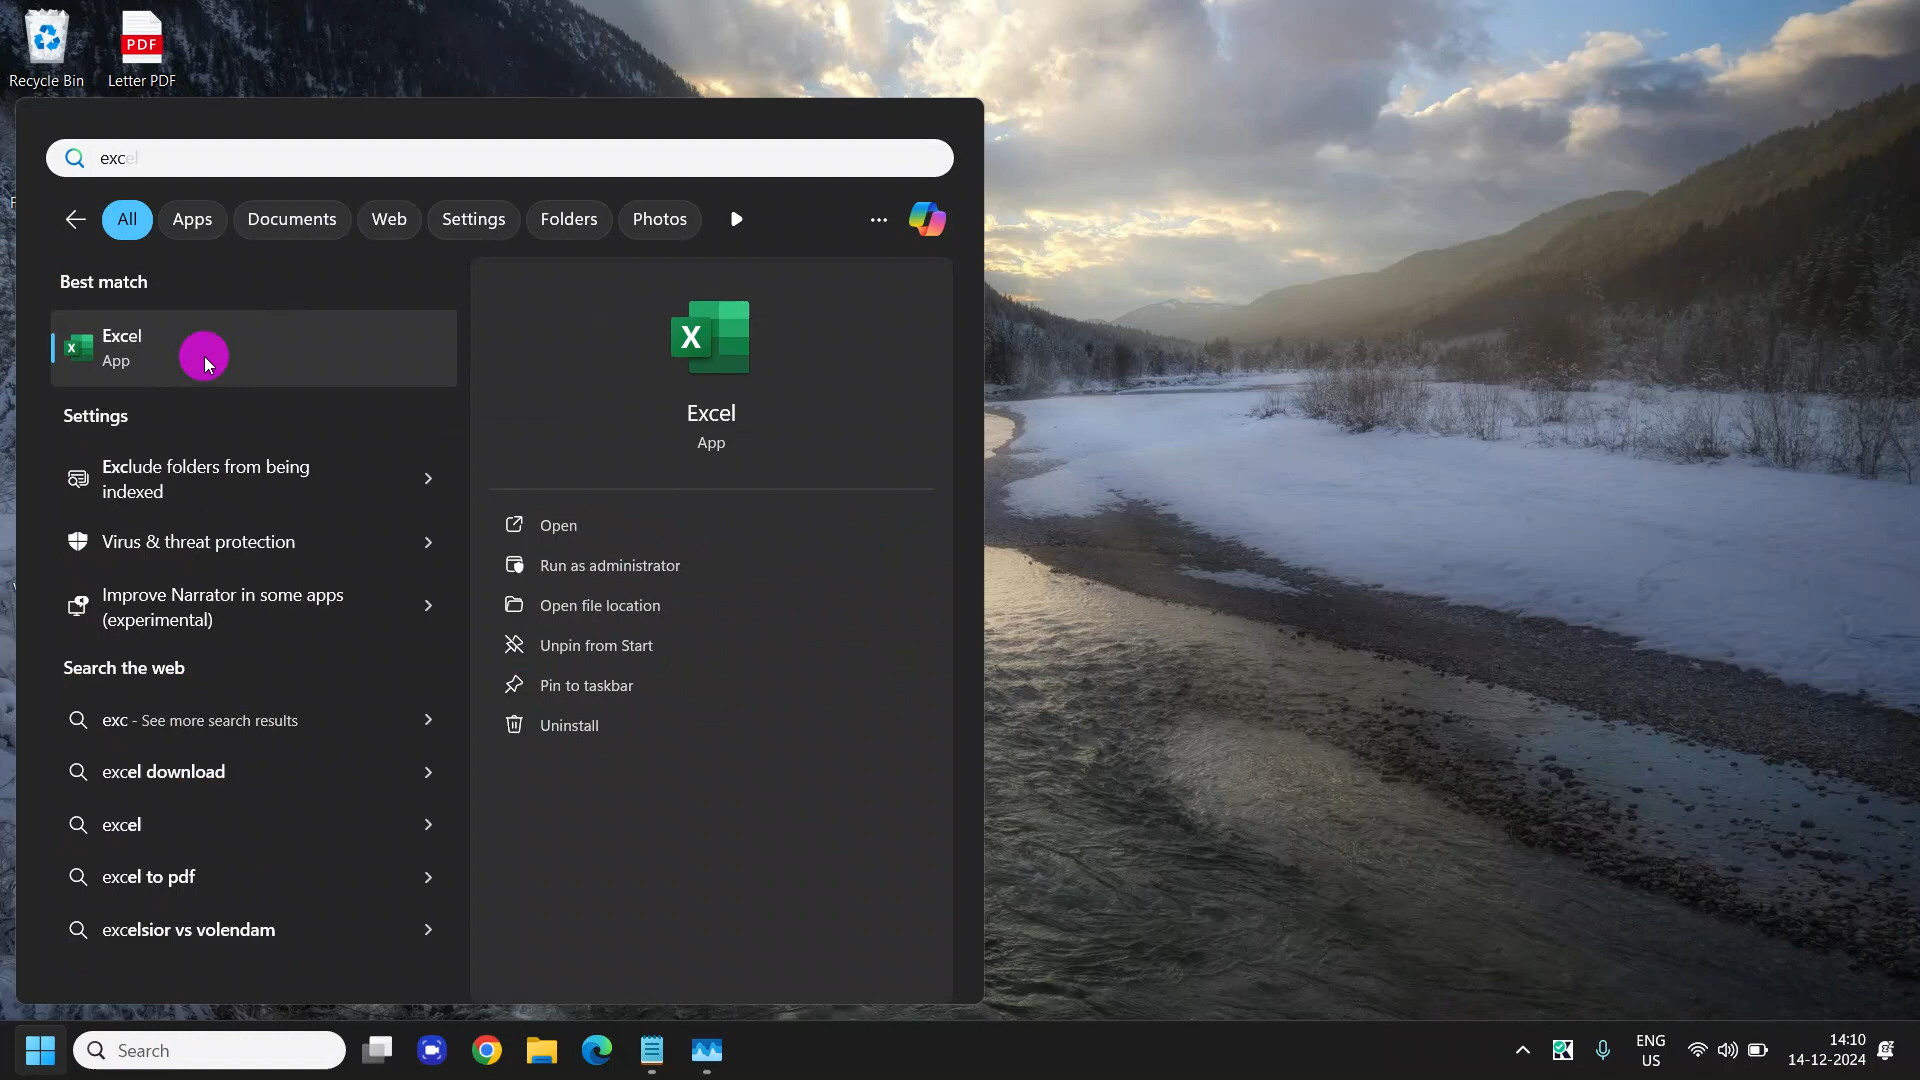 Recycle Bin
Letter PDF
PDF
excel
All
Apps
Documents
Web
Settings
Folders
Photos
Best match
Excel
App
Settings
Exclude folders from being
indexed
Virus & threat protection
Improve Narrator in some apps
(experimental)
Search the web
exc - See more search results
excel download
excel
excel to pdf
excelsior vs volendam
X
Excel
App
Open
Run as administrator
Open file location
Unpin from Start
Pin to taskbar
Uninstall
Search
ENG
US
14:10
14-12-2024